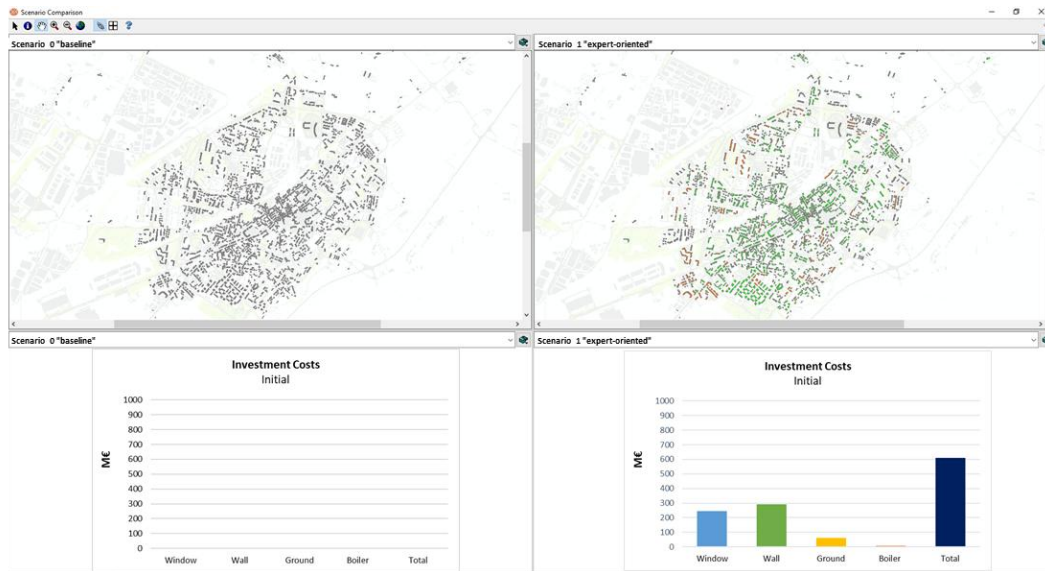 Scenario Comparison
Scenario 0 "baseline"
Scenario 1 "expert-oriented"
Scenario 0 "baseline"
Scenario 1 "expert-oriented"
Investment Costs
Initial
1000
900
800
700
600
500
400
300
200
100
0
M€
Window Wall Ground Boiler Total
Investment Costs
Initial
1000
900
800
700
600
500
400
300
200
100
0
M€
Window Wall Ground Boiler Total